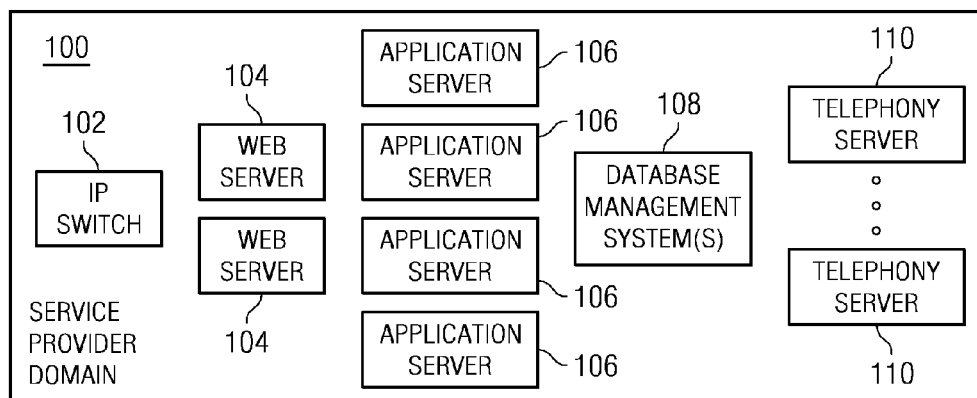 100
102
IP
SWITCH
SERVICE
PROVIDER
DOMAIN
104
WEB
SERVER
WEB
SERVER
104
APPLICATION
SERVER
106
APPLICATION
SERVER
106
APPLICATION
SERVER
106
APPLICATION
SERVER
106
108
DATABASE
MANAGEMENT
SYSTEM(S)
110
TELEPHONY
SERVER
TELEPHONY
SERVER
110